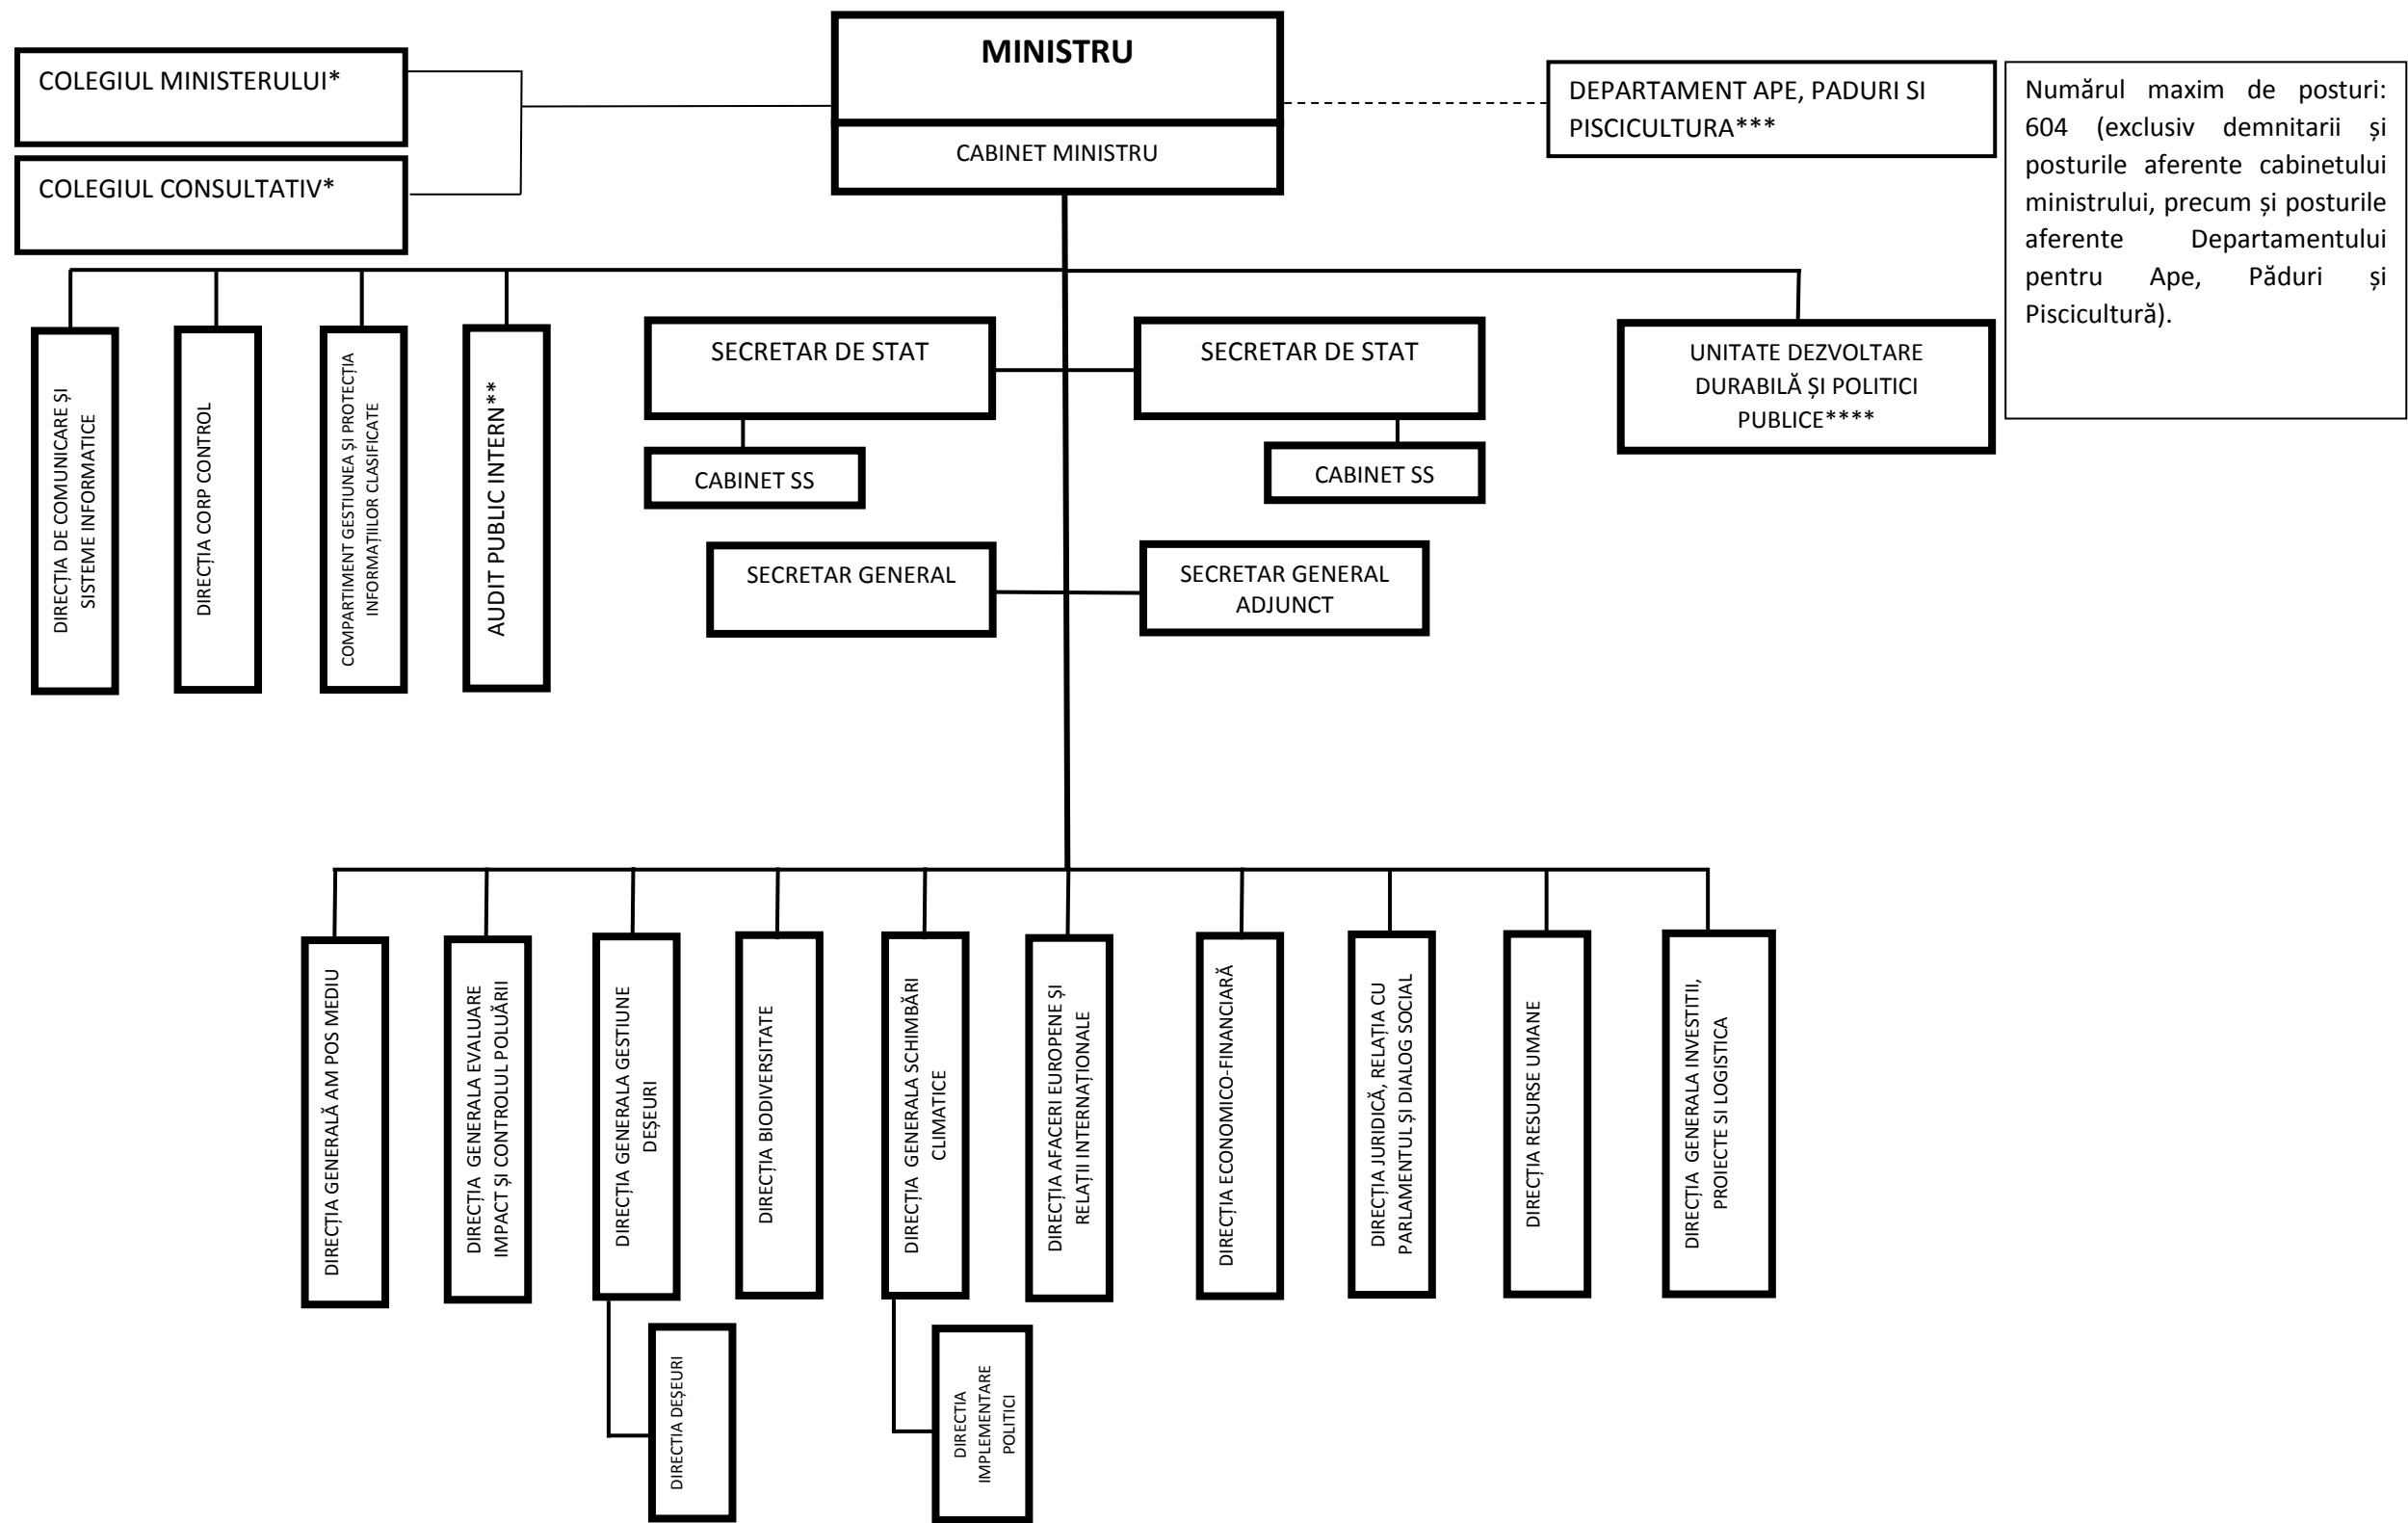 MINISTRU
CABINET MINISTRU
COLEGIUL MINISTERULUI*
COLEGIUL CONSULTATIV*
DEPARTAMENT APE, PADURI SI
PISCICULTURA***
Numărul maxim de posturi:
604 (exclusiv demnitarii și
posturile aferente cabinetului
ministrului, precum și posturile
aferente Departamentului
pentru Ape, Păduri și
Piscicultură).
DIRECȚIA DE COMUNICARE ȘI
SISTEME INFORMATICE
DIRECȚIA CORP CONTROL
COMPARTIMENT GESTIUNEA ȘI PROTECȚIA
INFORMAȚIILOR CLASIFICATE
AUDIT PUBLIC INTERN**
SECRETAR DE STAT
CABINET SS
SECRETAR DE STAT
CABINET SS
UNITATE DEZVOLTARE
DURABILĂ ȘI POLITICI
PUBLICE****
SECRETAR GENERAL
SECRETAR GENERAL
ADJUNCT
DIRECȚIA GENERALĂ AM POS MEDIU
DIRECȚIA GENERALA EVALUARE
IMPACT ȘI CONTROLUL POLUĂRII
DIRECȚIA GENERALA GESTIUNE
DEȘEURI
DIRECȚIA BIODIVERSITATE
DIRECȚIA GENERALA SCHIMBĂRI
CLIMATICE
DIRECȚIA AFACERI EUROPENE ȘI
RELAȚII INTERNAȚIONALE
DIRECȚIA ECONOMICO-FINANCIARĂ
DIRECȚIA JURIDICĂ, RELAȚIA CU
PARLAMENTUL ȘI DIALOG SOCIAL
DIRECȚIA RESURSE UMANE
DIRECȚIA GENERALA INVESTITII,
PROIECTE SI LOGISTICA
DIRECTIA DEȘEURI
DIRECTIA
IMPLEMENTARE
POLITICI